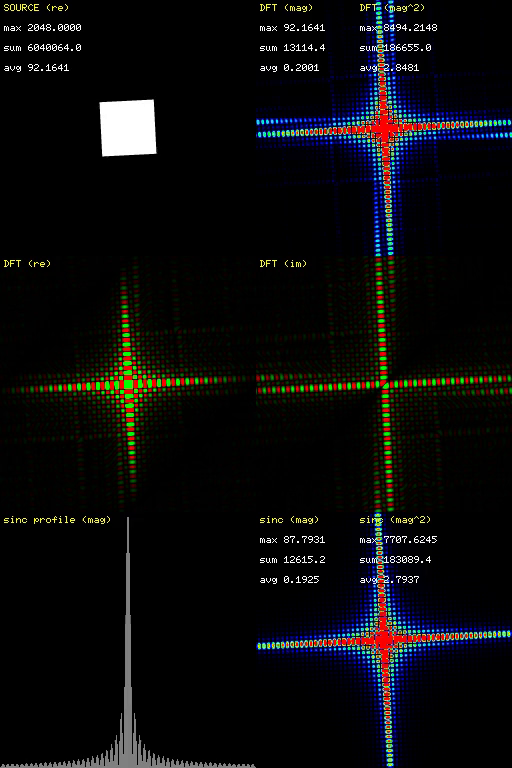 SOURCE (re)
max 2048.0000
sum 6040064.0
avg 92.1641
DFT (mag)
max 92.1641
sum 13114.4
avg 0.2001
DFT (mag^2)
max 8494.2148
sum 186655.0
avg 2.8481
DFT (re)
DFT (im)
sinc profile (mag)
sinc (mag)
max 87.7931
sum 12615.2
avg 0.1925
sinc (mag^2)
max 7707.6245
sum 183089.4
avg 2.7937